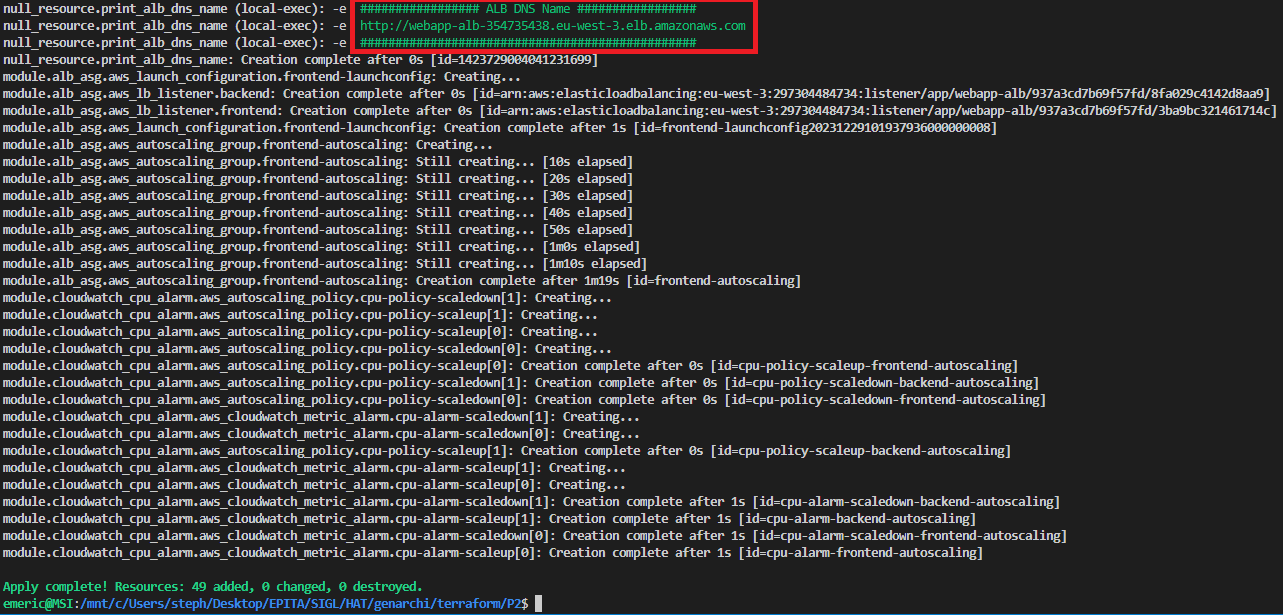 null_resource.print_alb_dns_name (local-exec): -e ################# ALB DNS Name #################
null_resource.print_alb_dns_name (local-exec): -e http://webapp-alb-354735438.eu-west-3.elb.amazonaws.com
null_resource.print_alb_dns_name (local-exec): -e ################################################
null_resource.print_alb_dns_name: Creation complete after 0s [id=1423729004041231699]
module.alb_asg.aws_launch_configuration.frontend-launchconfig: Creating...
module.alb_asg.aws_lb_listener.backend: Creation complete after 0s [id=arn:aws:elasticloadbalancing:eu-west-3:297304484734:listener/app/webapp-alb/937a3cd7b69f57fd/8fa029c4142d8aa9]
module.alb_asg.aws_lb_listener.frontend: Creation complete after 0s [id=arn:aws:elasticloadbalancing:eu-west-3:297304484734:listener/app/webapp-alb/937a3cd7b69f57fd/3ba9bc321461714c]
module.alb_asg.aws_launch_configuration.frontend-launchconfig: Creation complete after 1s [id=frontend-launchconfig20231229101937936000000008]
module.alb_asg.aws_autoscaling_group.frontend-autoscaling: Creating...
module.alb_asg.aws_autoscaling_group.frontend-autoscaling: Still creating... [10s elapsed]
module.alb_asg.aws_autoscaling_group.frontend-autoscaling: Still creating... [20s elapsed]
module.alb_asg.aws_autoscaling_group.frontend-autoscaling: Still creating... [30s elapsed]
module.alb_asg.aws_autoscaling_group.frontend-autoscaling: Still creating... [40s elapsed]
module.alb_asg.aws_autoscaling_group.frontend-autoscaling: Still creating... [50s elapsed]
module.alb_asg.aws_autoscaling_group.frontend-autoscaling: Still creating... [1m0s elapsed]
module.alb_asg.aws_autoscaling_group.frontend-autoscaling: Still creating... [1m10s elapsed]
module.alb_asg.aws_autoscaling_group.frontend-autoscaling: Creation complete after 1m19s [id=frontend-autoscaling]
module.cloudwatch_cpu_alarm.aws_autoscaling_policy.cpu-policy-scaledown[1]: Creating...
module.cloudwatch_cpu_alarm.aws_autoscaling_policy.cpu-policy-scaleup[1]: Creating...
module.cloudwatch_cpu_alarm.aws_autoscaling_policy.cpu-policy-scaleup[0]: Creating...
module.cloudwatch_cpu_alarm.aws_autoscaling_policy.cpu-policy-scaledown[0]: Creating...
module.cloudwatch_cpu_alarm.aws_autoscaling_policy.cpu-policy-scaleup[0]: Creation complete after 0s [id=cpu-policy-scaleup-frontend-autoscaling]
module.cloudwatch_cpu_alarm.aws_autoscaling_policy.cpu-policy-scaledown[1]: Creation complete after 0s [id=cpu-policy-scaledown-backend-autoscaling]
module.cloudwatch_cpu_alarm.aws_autoscaling_policy.cpu-policy-scaledown[0]: Creation complete after 0s [id=cpu-policy-scaledown-frontend-autoscaling]
module.cloudwatch_cpu_alarm.aws_cloudwatch_metric_alarm.cpu-alarm-scaledown[1]: Creating...
module.cloudwatch_cpu_alarm.aws_cloudwatch_metric_alarm.cpu-alarm-scaledown[0]: Creating...
module.cloudwatch_cpu_alarm.aws_autoscaling_policy.cpu-policy-scaleup[1]: Creation complete after 0s [id=cpu-policy-scaleup-backend-autoscaling]
module.cloudwatch_cpu_alarm.aws_cloudwatch_metric_alarm.cpu-alarm-scaleup[1]: Creating...
module.cloudwatch_cpu_alarm.aws_cloudwatch_metric_alarm.cpu-alarm-scaleup[0]: Creating...
module.cloudwatch_cpu_alarm.aws_cloudwatch_metric_alarm.cpu-alarm-scaledown[1]: Creation complete after 1s [id=cpu-alarm-scaledown-backend-autoscaling]
module.cloudwatch_cpu_alarm.aws_cloudwatch_metric_alarm.cpu-alarm-scaleup[1]: Creation complete after 1s [id=cpu-alarm-backend-autoscaling]
module.cloudwatch_cpu_alarm.aws_cloudwatch_metric_alarm.cpu-alarm-scaledown[0]: Creation complete after 1s [id=cpu-alarm-scaledown-frontend-autoscaling]
module.cloudwatch_cpu_alarm.aws_cloudwatch_metric_alarm.cpu-alarm-scaleup[0]: Creation complete after 1s [id=cpu-alarm-frontend-autoscaling]
Apply complete! Resources: 49 added, 0 changed, 0 destroyed.
emeric@MSI:/mnt/c/Users/steph/Desktop/EPITA/SIGL/HAT/genarchi/terraform/P2$